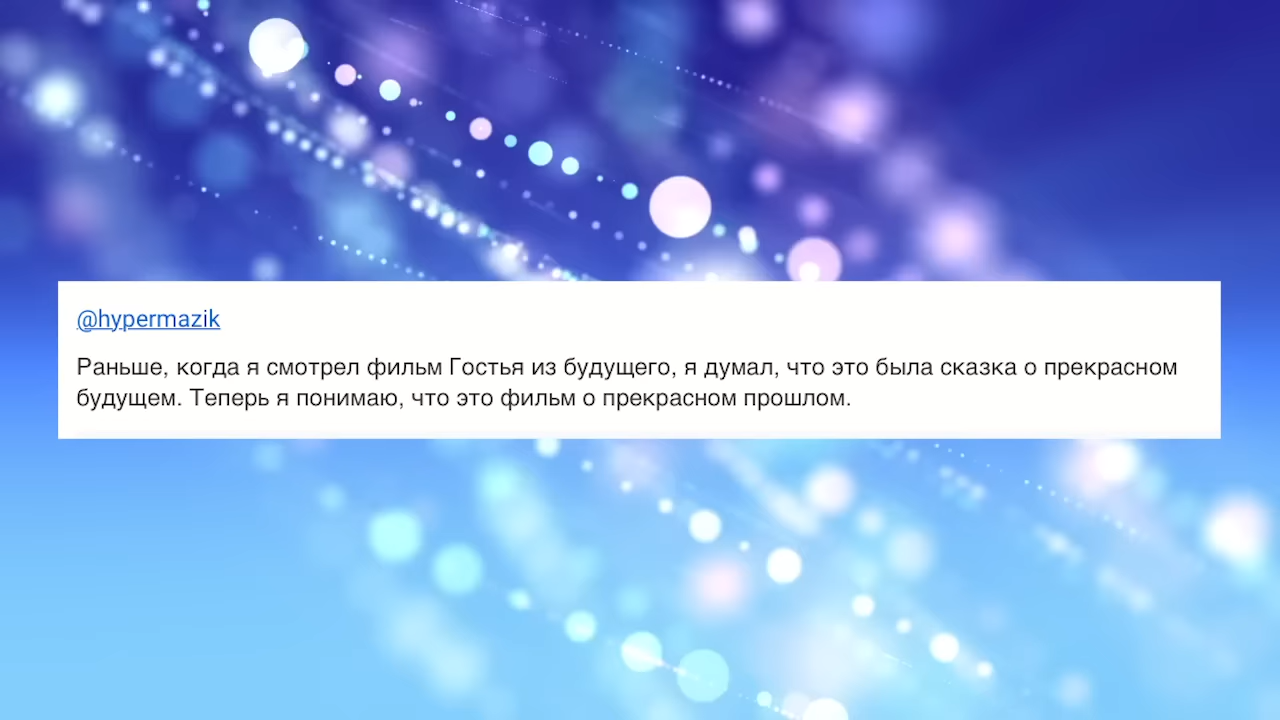 @hypermazik
Раньше, когда я смотрел фильм Гостья из будущего, я думал, что это была сказка о прекрасном
будущем. Теперь я понимаю, что это фильм о прекрасном прошлом.